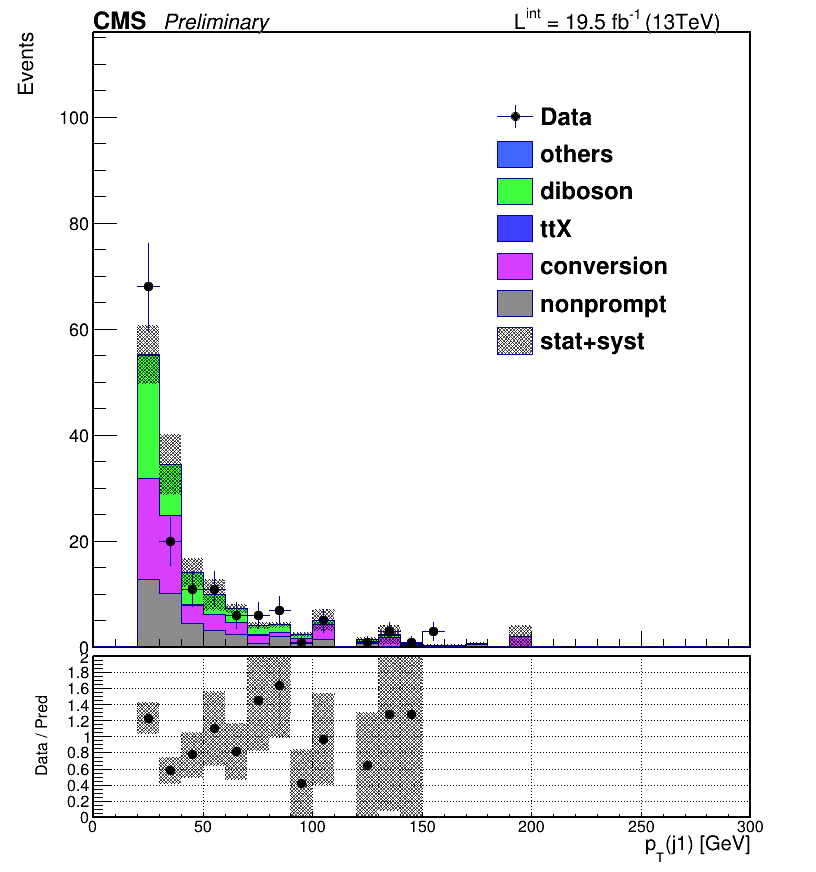 CMS Preliminary L^int = 19.5 fb^-1 (13TeV)
Events
100
80
60
40
20
0
Data
others
diboson
ttX
conversion
nonprompt
stat+syst
Data / Pred
2
1.8
1.6
1.4
1.2
1
0.8
0.6
0.4
0.2
0
0 50 100 150 200 250 300
p_T(j1) [GeV]